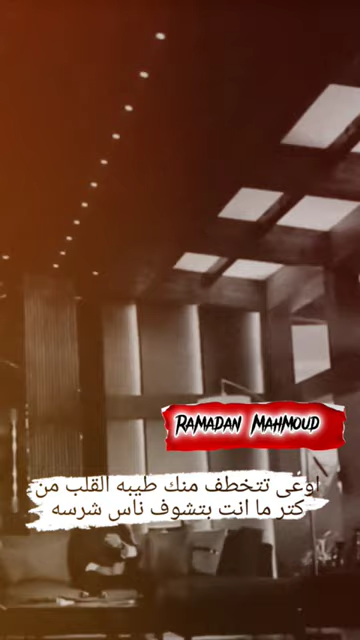 RAMADAN MAHMOUD
اوعى تتخطف منك طيبه القلب من
كتر ما انت بتشوف ناس شرسه